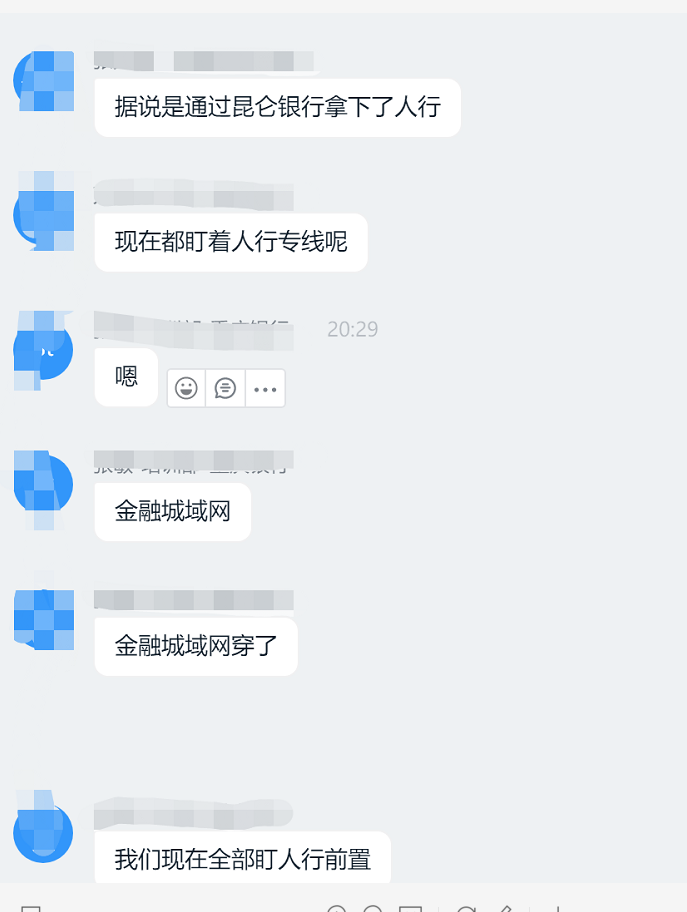 据说是通过昆仑银行拿下了人行
现在都盯着人行专线呢
20:29
嗯
金融城域网
金融城域网穿了
我们现在全部盯人行前置